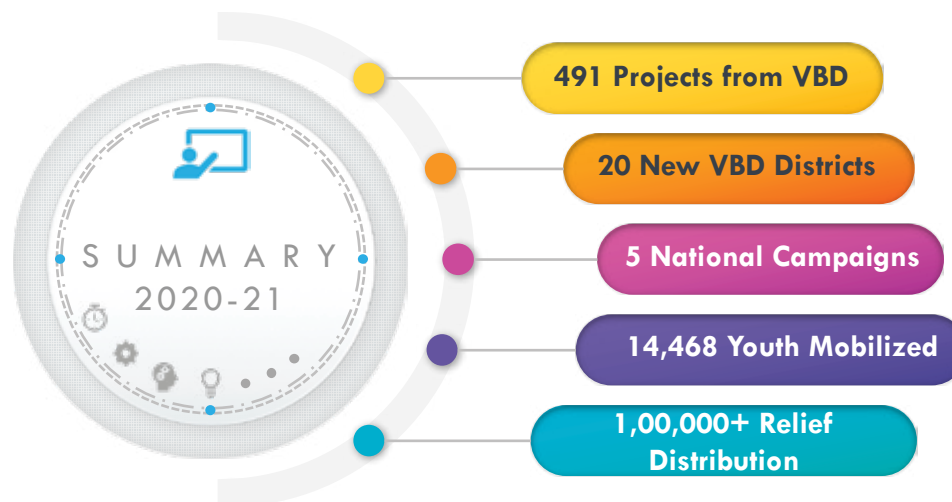 SUMMARY
2020-21
491 Projects from VBD
20 New VBD Districts
5 National Campaigns
14,468 Youth Mobilized
1,00,000+ Relief
Distribution